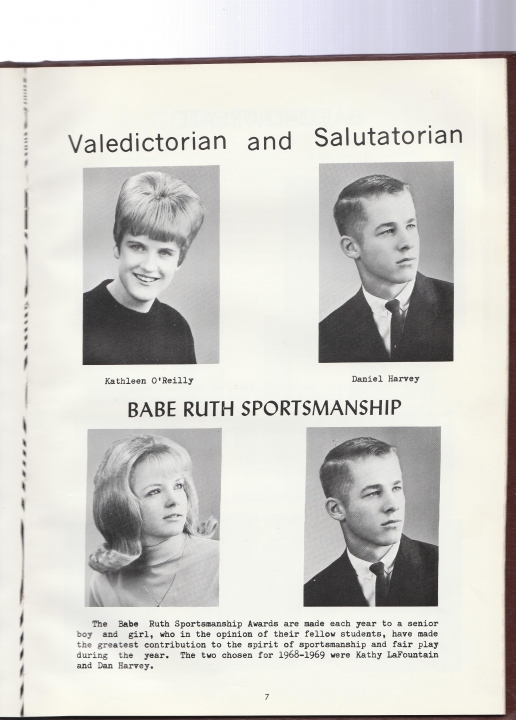 Valedictorian and Salutatorian
Kathleen O'Reilly
Daniel Harvey
BABE RUTH SPORTSMANSHIP
The Babe Ruth Sportsmanship Awards are made each year to a senior
boy and girl, who in the opinion of their fellow students, have made
the greatest contribution to the spirit of sportsmanship and fair play
during the year. The two chosen for 1968-1969 were Kathy LaFountain
and Dan Harvey.
7